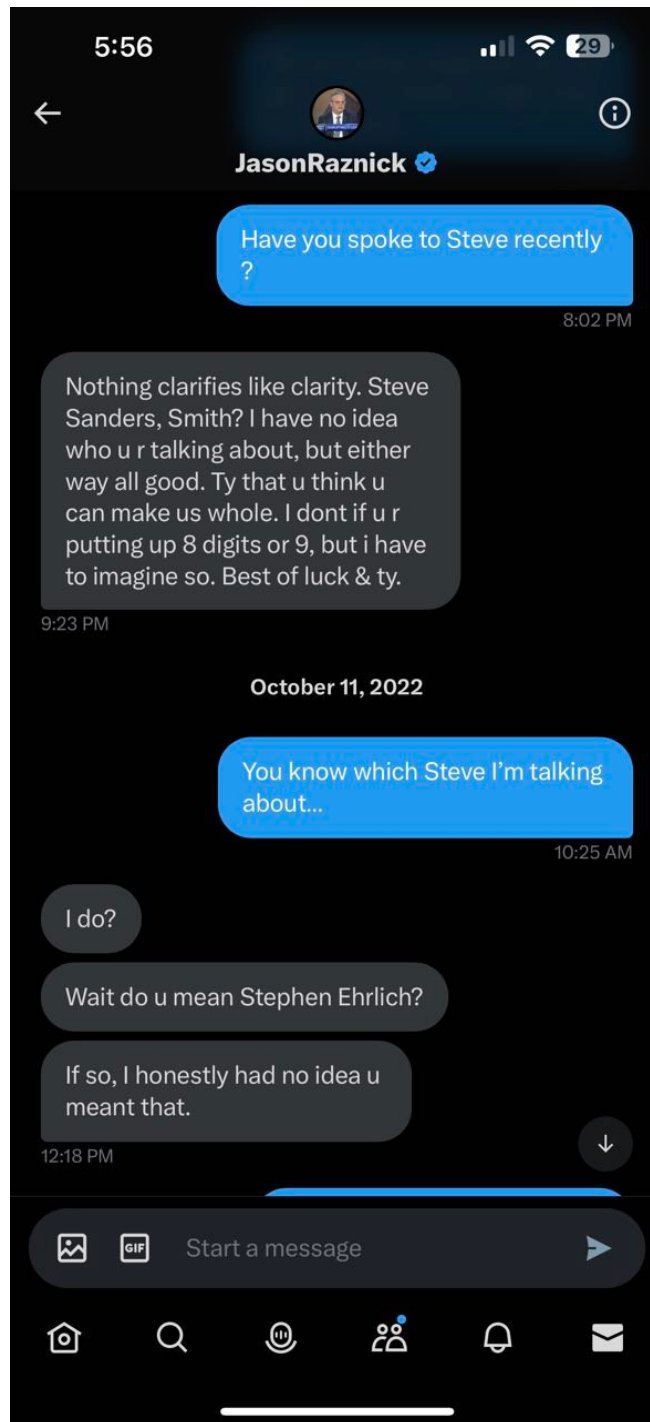 5:56
29
JasonRaznick
Have you spoke to Steve recently
?
8:02 PM
Nothing clarifies like clarity. Steve
Sanders, Smith? I have no idea
who u r talking about, but either
way all good. Ty that u think u
can make us whole. I dont if u r
putting up 8 digits or 9, but i have
to imagine so. Best of luck & ty.
9:23 PM
October 11, 2022
You know which Steve I'm talking
about...
10:25 AM
I do?
Wait do u mean Stephen Ehrlich?
If so, I honestly had no idea u
meant that.
12:18 PM
GIF
Start a message